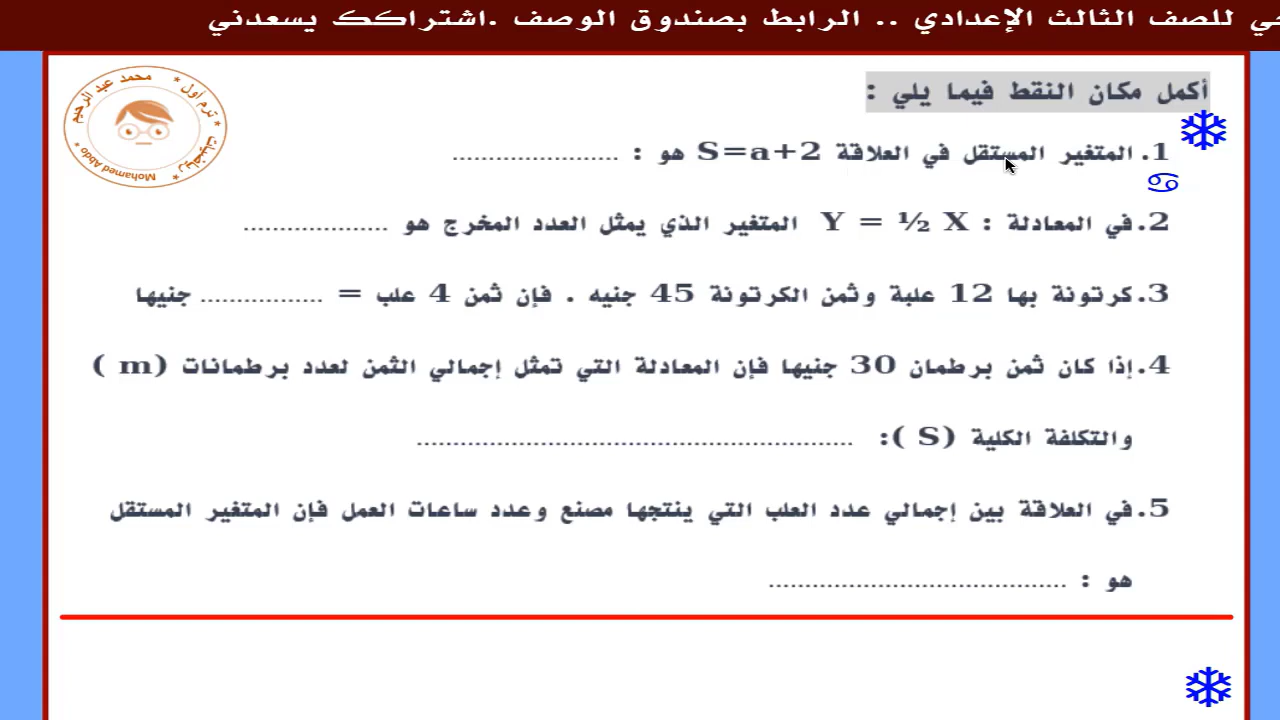 ي للصف الثالث الإعدادي .. الرابط بصندوق الوصف .اشتراكك يسعدني
أكمل مكان النقط فيما يلي :
محمد عبد الرحيم * ترم أول * رياضيات * Mohamed Abdo *
1. المتغير المستقل في العلاقة S=a+2 هو : .......................
2. في المعادلة : Y = ½ X المتغير الذي يمثل العدد المخرج هو ....................
3. كرتونة بها 12 علبة وثمن الكرتونة 45 جنيه . فإن ثمن 4 علب = ................. جنيها
4. إذا كان ثمن برطمان 30 جنيها فإن المعادلة التي تمثل إجمالي الثمن لعدد برطمانات (m )
والتكلفة الكلية (S ): ............................................................
5. في العلاقة بين إجمالي عدد العلب التي ينتجها مصنع وعدد ساعات العمل فإن المتغير المستقل
هو : .........................................